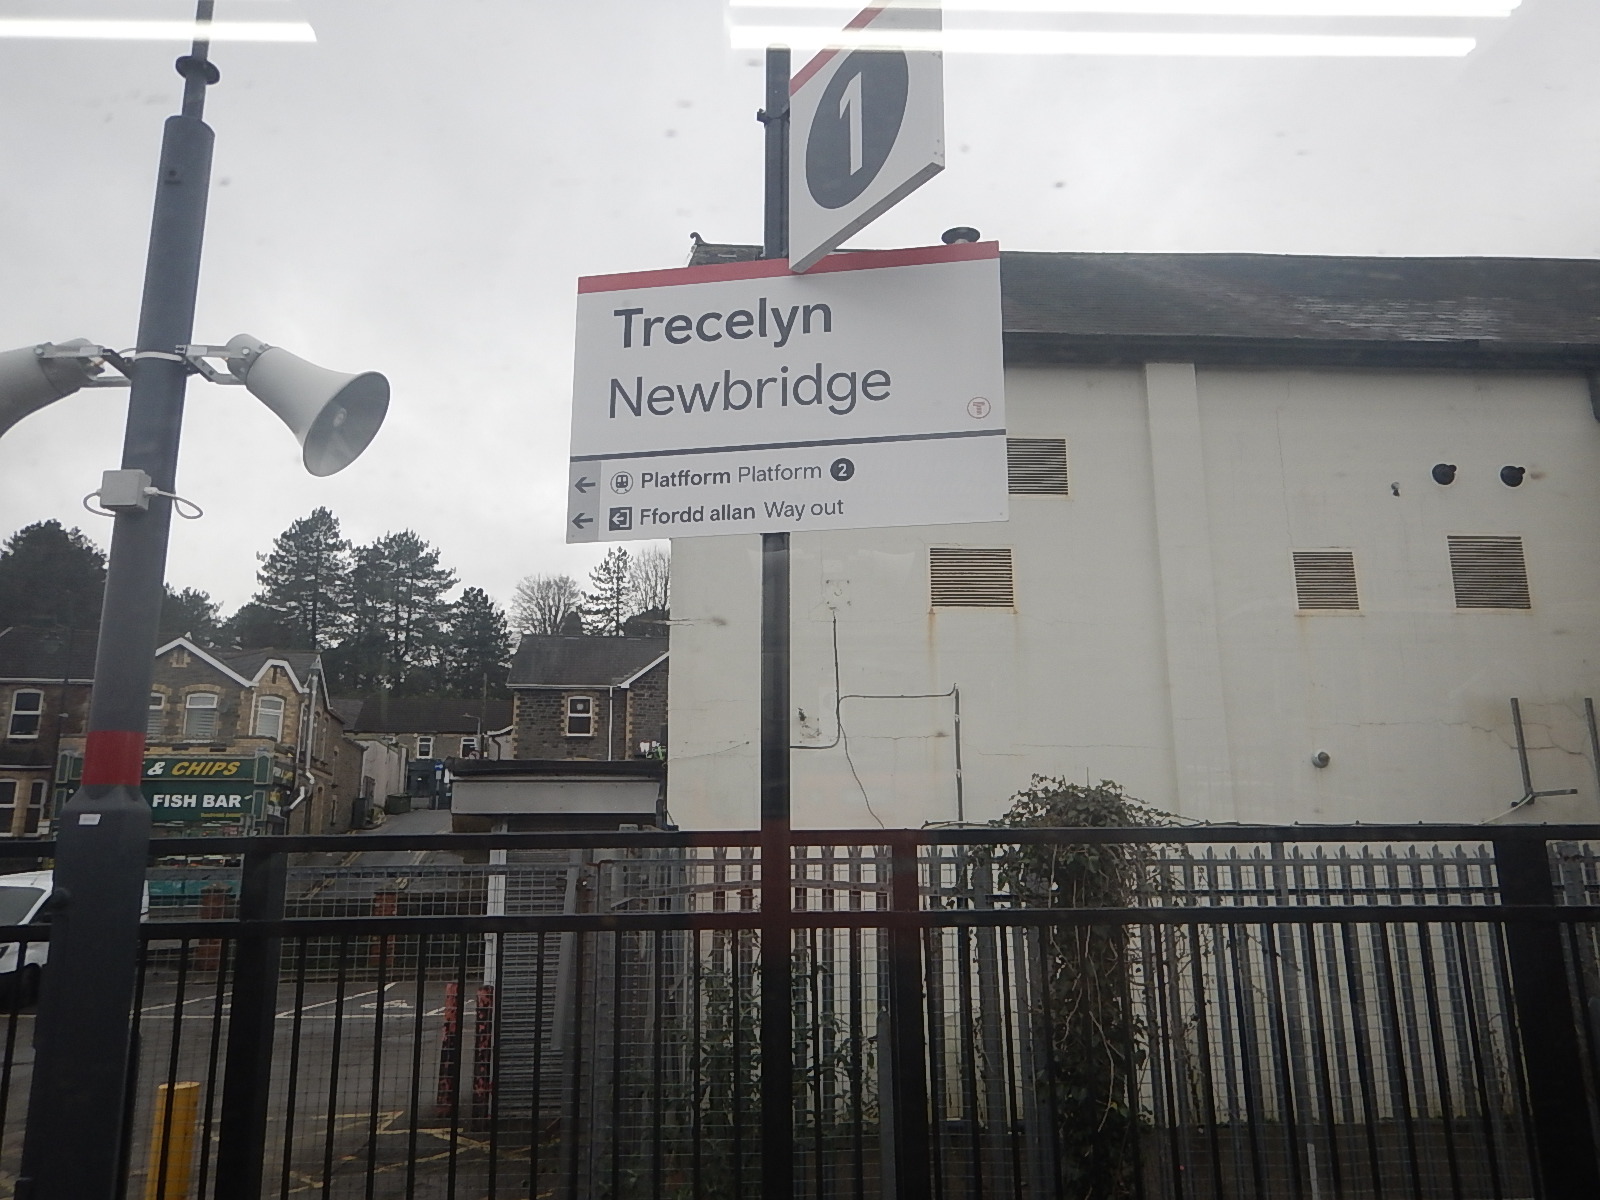 1
Trecelyn
Newbridge
← Platfform Platform 2
← Ffordd allan Way out
& CHIPS
FISH BAR